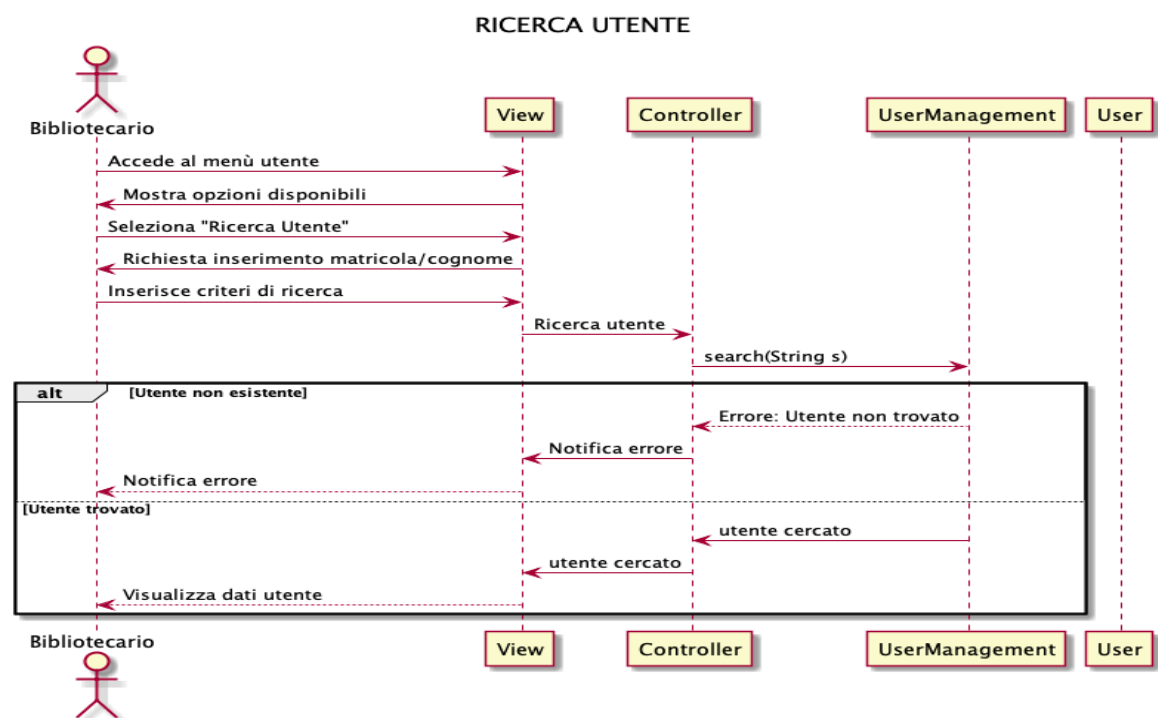 RICERCA UTENTE
Bibliotecario
View
Controller
UserManagement
User
Accede al menù utente
Mostra opzioni disponibili
Seleziona "Ricerca Utente"
Richiesta inserimento matricola/cognome
Inserisce criteri di ricerca
Ricerca utente
search(String s)
alt
[Utente non esistente]
Errore: Utente non trovato
Notifica errore
Notifica errore
[Utente trovato]
utente cercato
utente cercato
Visualizza dati utente
Bibliotecario
View
Controller
UserManagement
User